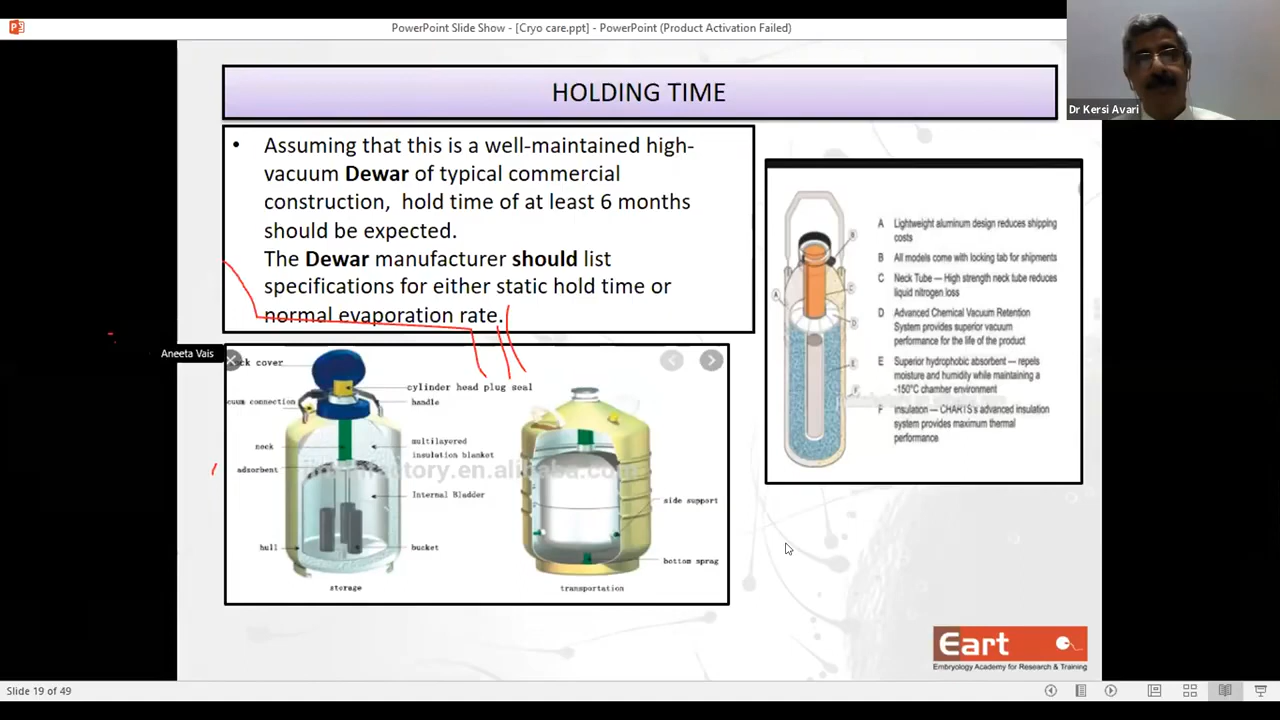 PowerPoint Slide Show - [Cryo care.ppt] - PowerPoint (Product Activation Failed)
Dr Kersi Avari
HOLDING TIME
• Assuming that this is a well-maintained high-
vacuum Dewar of typical commercial
construction, hold time of at least 6 months
should be expected.
The Dewar manufacturer should list
specifications for either static hold time or
normal evaporation rate.
A Lightweight aluminum design reduces shipping
costs
B All models come with locking tab for shipments
C Neck Tube — High strength neck tube reduces
liquid nitrogen loss
D Advanced Chemical Vacuum Retention
System provides superior vacuum
performance for the life of the product
E Superior hydrophobic absorbent — repels
moisture and humidity while maintaining a
-150°C chamber environment
F Insulation — CHARTS's advanced insulation
system provides maximum thermal
performance
A
B
C
D
E
F
Aneeta Vais
cover
cylinder head plug seal
connection
handle
neck
multilayered
insulation blanket
adsorbent
factory.en.alibaba.com
Internal Bladder
side support
hull
bucket
bottom sprag
storage
transportation
Eart
Embryology Academy for Research & Training
Slide 19 of 49